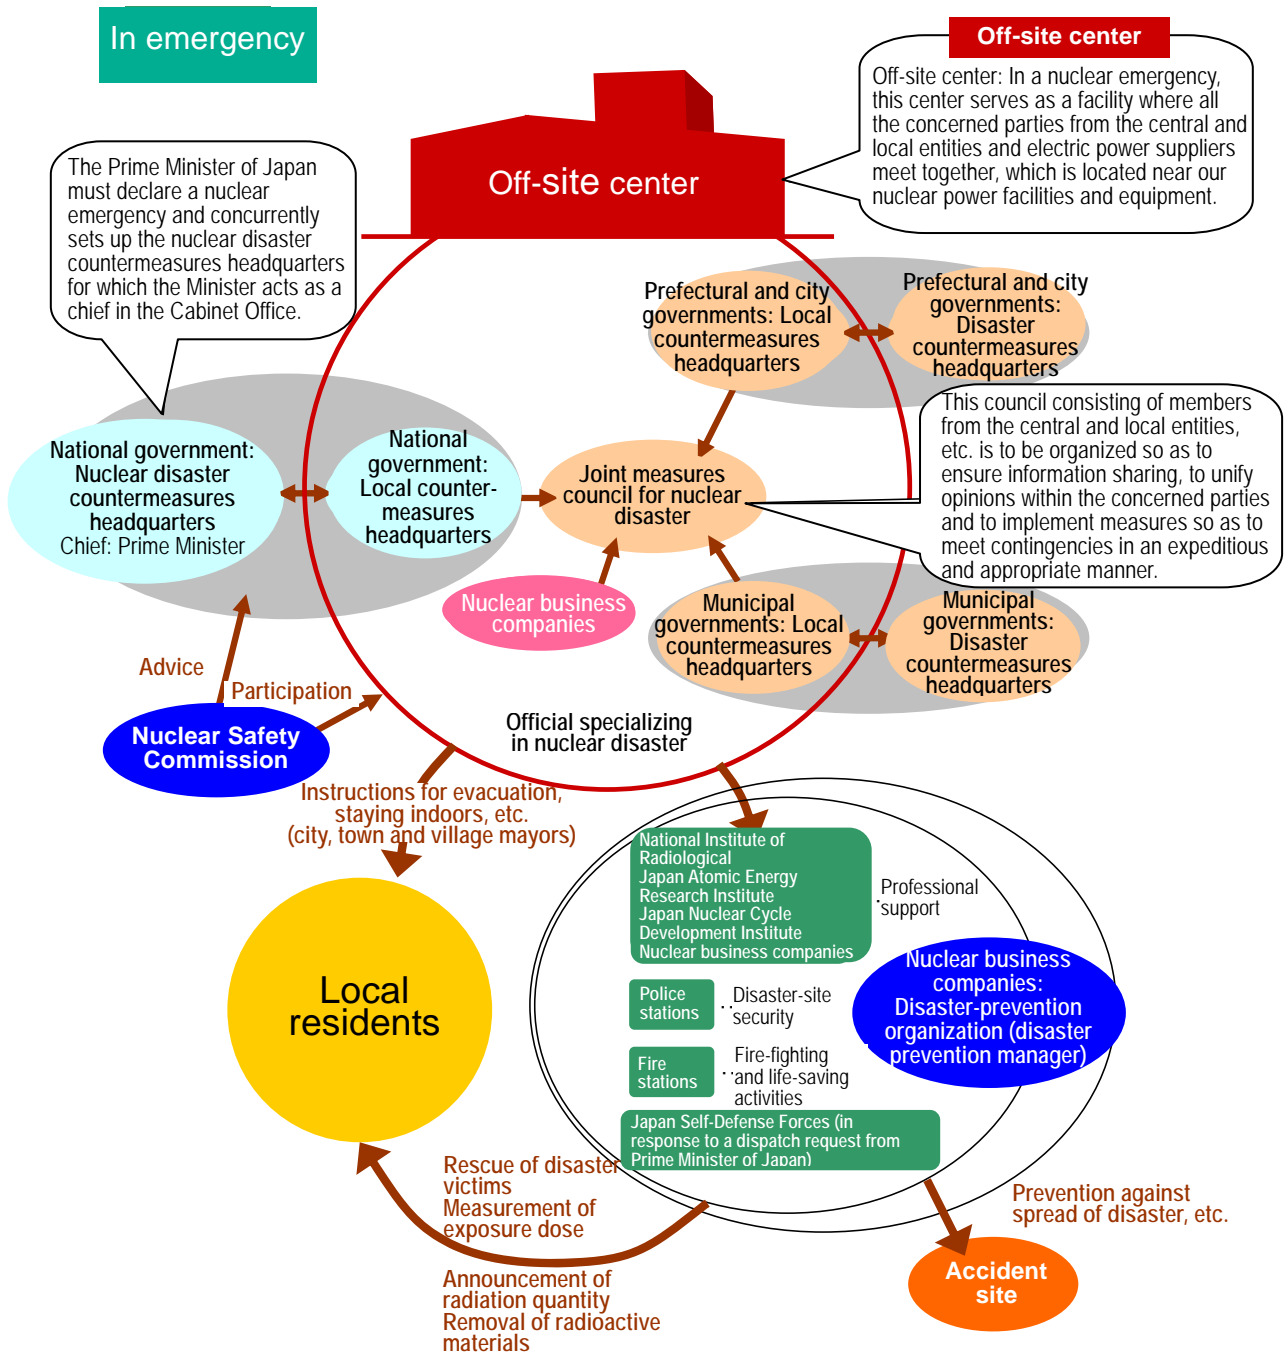 In emergency
Off-site center
Off-site center: In a nuclear emergency,
this center serves as a facility where all
the concerned parties from the central and
local entities and electric power suppliers
meet together, which is located near our
nuclear power facilities and equipment.
Off-site center
The Prime Minister of Japan
must declare a nuclear
emergency and concurrently
sets up the nuclear disaster
countermeasures headquarters
for which the Minister acts as a
chief in the Cabinet Office.
Prefectural and city
governments: Local
countermeasures
headquarters
Prefectural and city
governments:
Disaster
countermeasures
headquarters
This council consisting of members
from the central and local entities,
etc. is to be organized so as to
ensure information sharing, to unify
opinions within the concerned parties
and to implement measures so as to
meet contingencies in an expeditious
and appropriate manner.
National government:
Nuclear disaster
countermeasures
headquarters
Chief: Prime Minister
National
government:
Local counter-
measures
headquarters
Joint measures
council for nuclear
disaster
Nuclear business
companies
Municipal
governments: Local
countermeasures
headquarters
Municipal
governments:
Disaster
countermeasures
headquarters
Advice
Participation
Nuclear Safety
Commission
Official specializing
in nuclear disaster
Instructions for evacuation,
staying indoors, etc.
(city, town and village mayors)
National Institute of
Radiological
Japan Atomic Energy
Research Institute
Japan Nuclear Cycle
Development Institute
Nuclear business companies
Professional
support
Local
residents
Police
stations
Disaster-site
security
Nuclear business
companies:
Disaster-prevention
organization (disaster
prevention manager)
Fire
stations
Fire-fighting
and life-saving
activities
Japan Self-Defense Forces (in
response to a dispatch request from
Prime Minister of Japan)
Rescue of disaster
victims
Measurement of
exposure dose
Announcement of
radiation quantity
Removal of radioactive
materials
Prevention against
spread of disaster, etc.
Accident
site